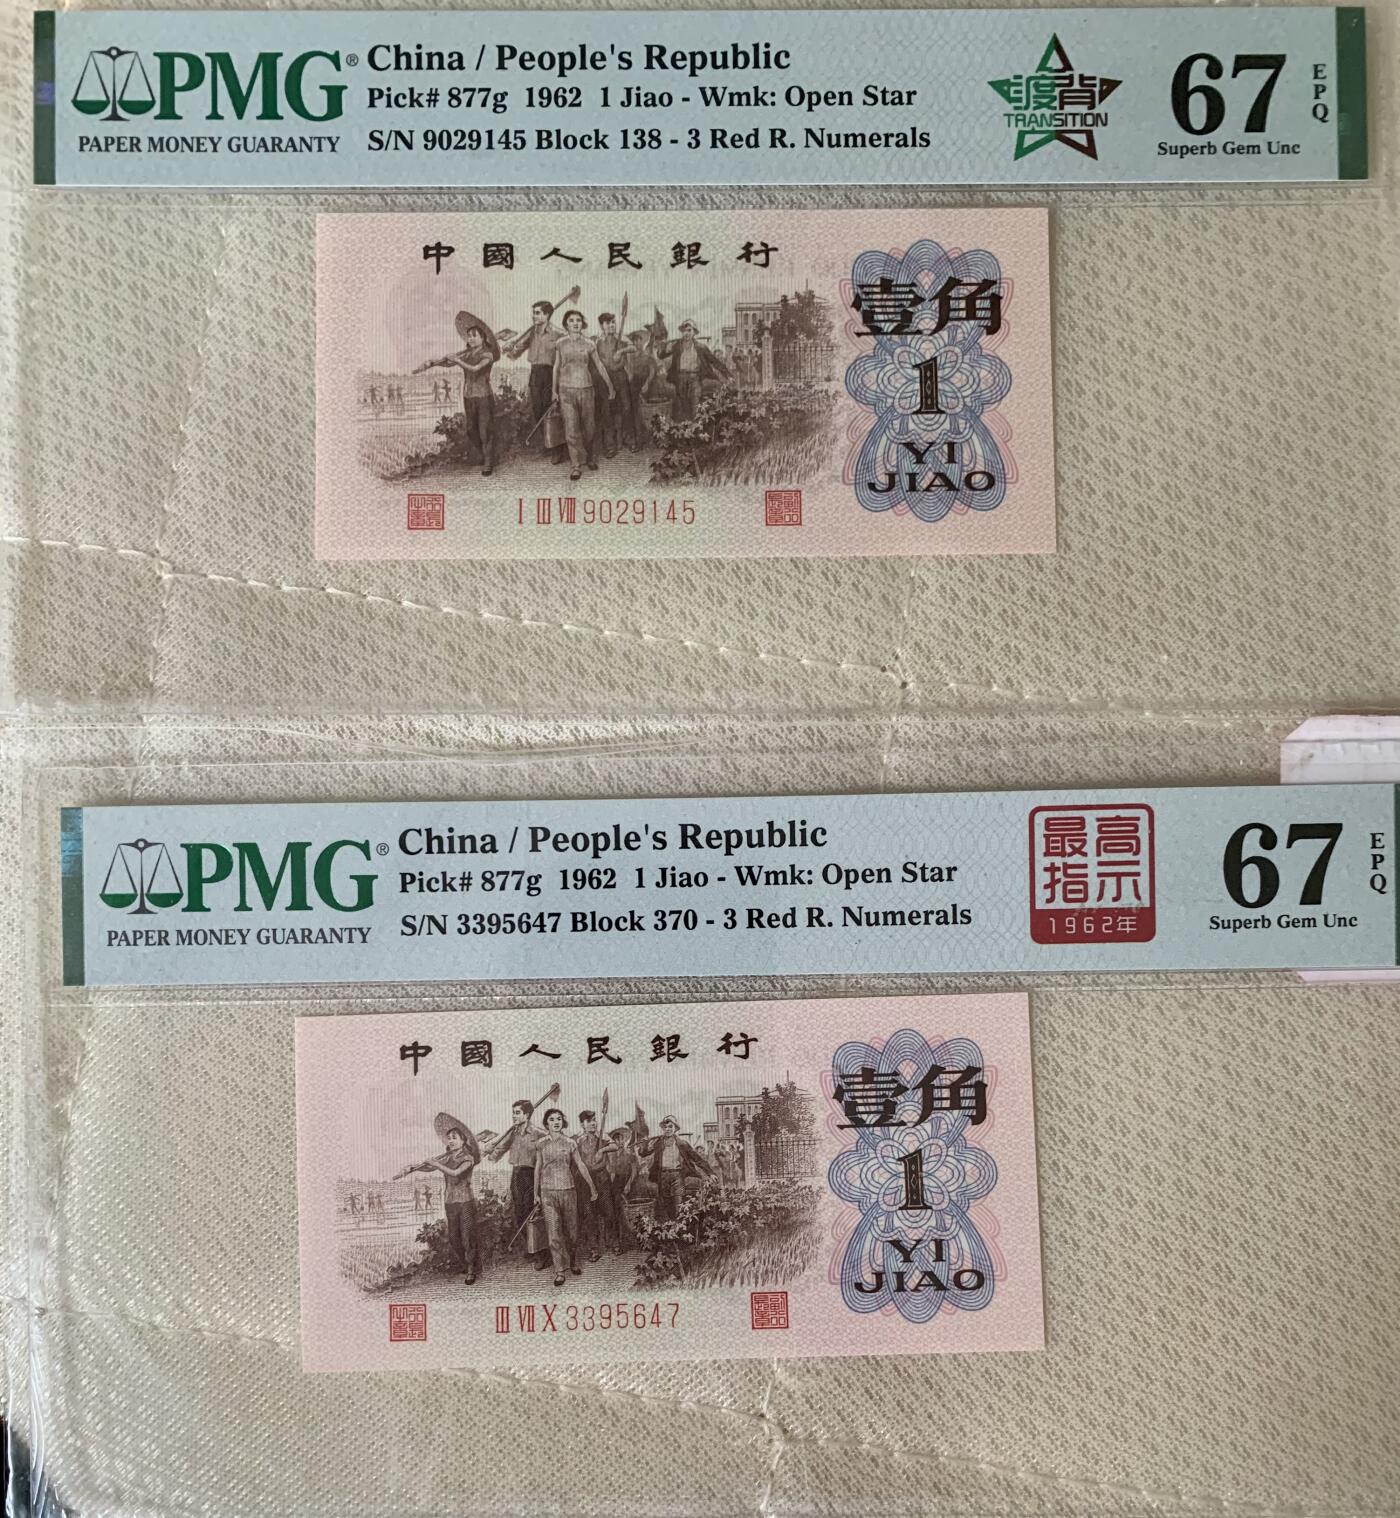 PMG® China / People's Republic
Pick# 877g 1962 1 Jiao - Wmk: Open Star
PAPER MONEY GUARANTY
S/N 9029145 Block 138 - 3 Red R. Numerals
渡背
TRANSITION
67
EPQ
Superb Gem Unc
中國人民銀行
壹角
1
YI
JIAO
I III VIII 9029145
PMG® China / People's Republic
Pick# 877g 1962 1 Jiao - Wmk: Open Star
PAPER MONEY GUARANTY
S/N 3395647 Block 370 - 3 Red R. Numerals
最高
指示
1962年
67
EPQ
Superb Gem Unc
中國人民銀行
壹角
1
YI
JIAO
III VII X 3395647